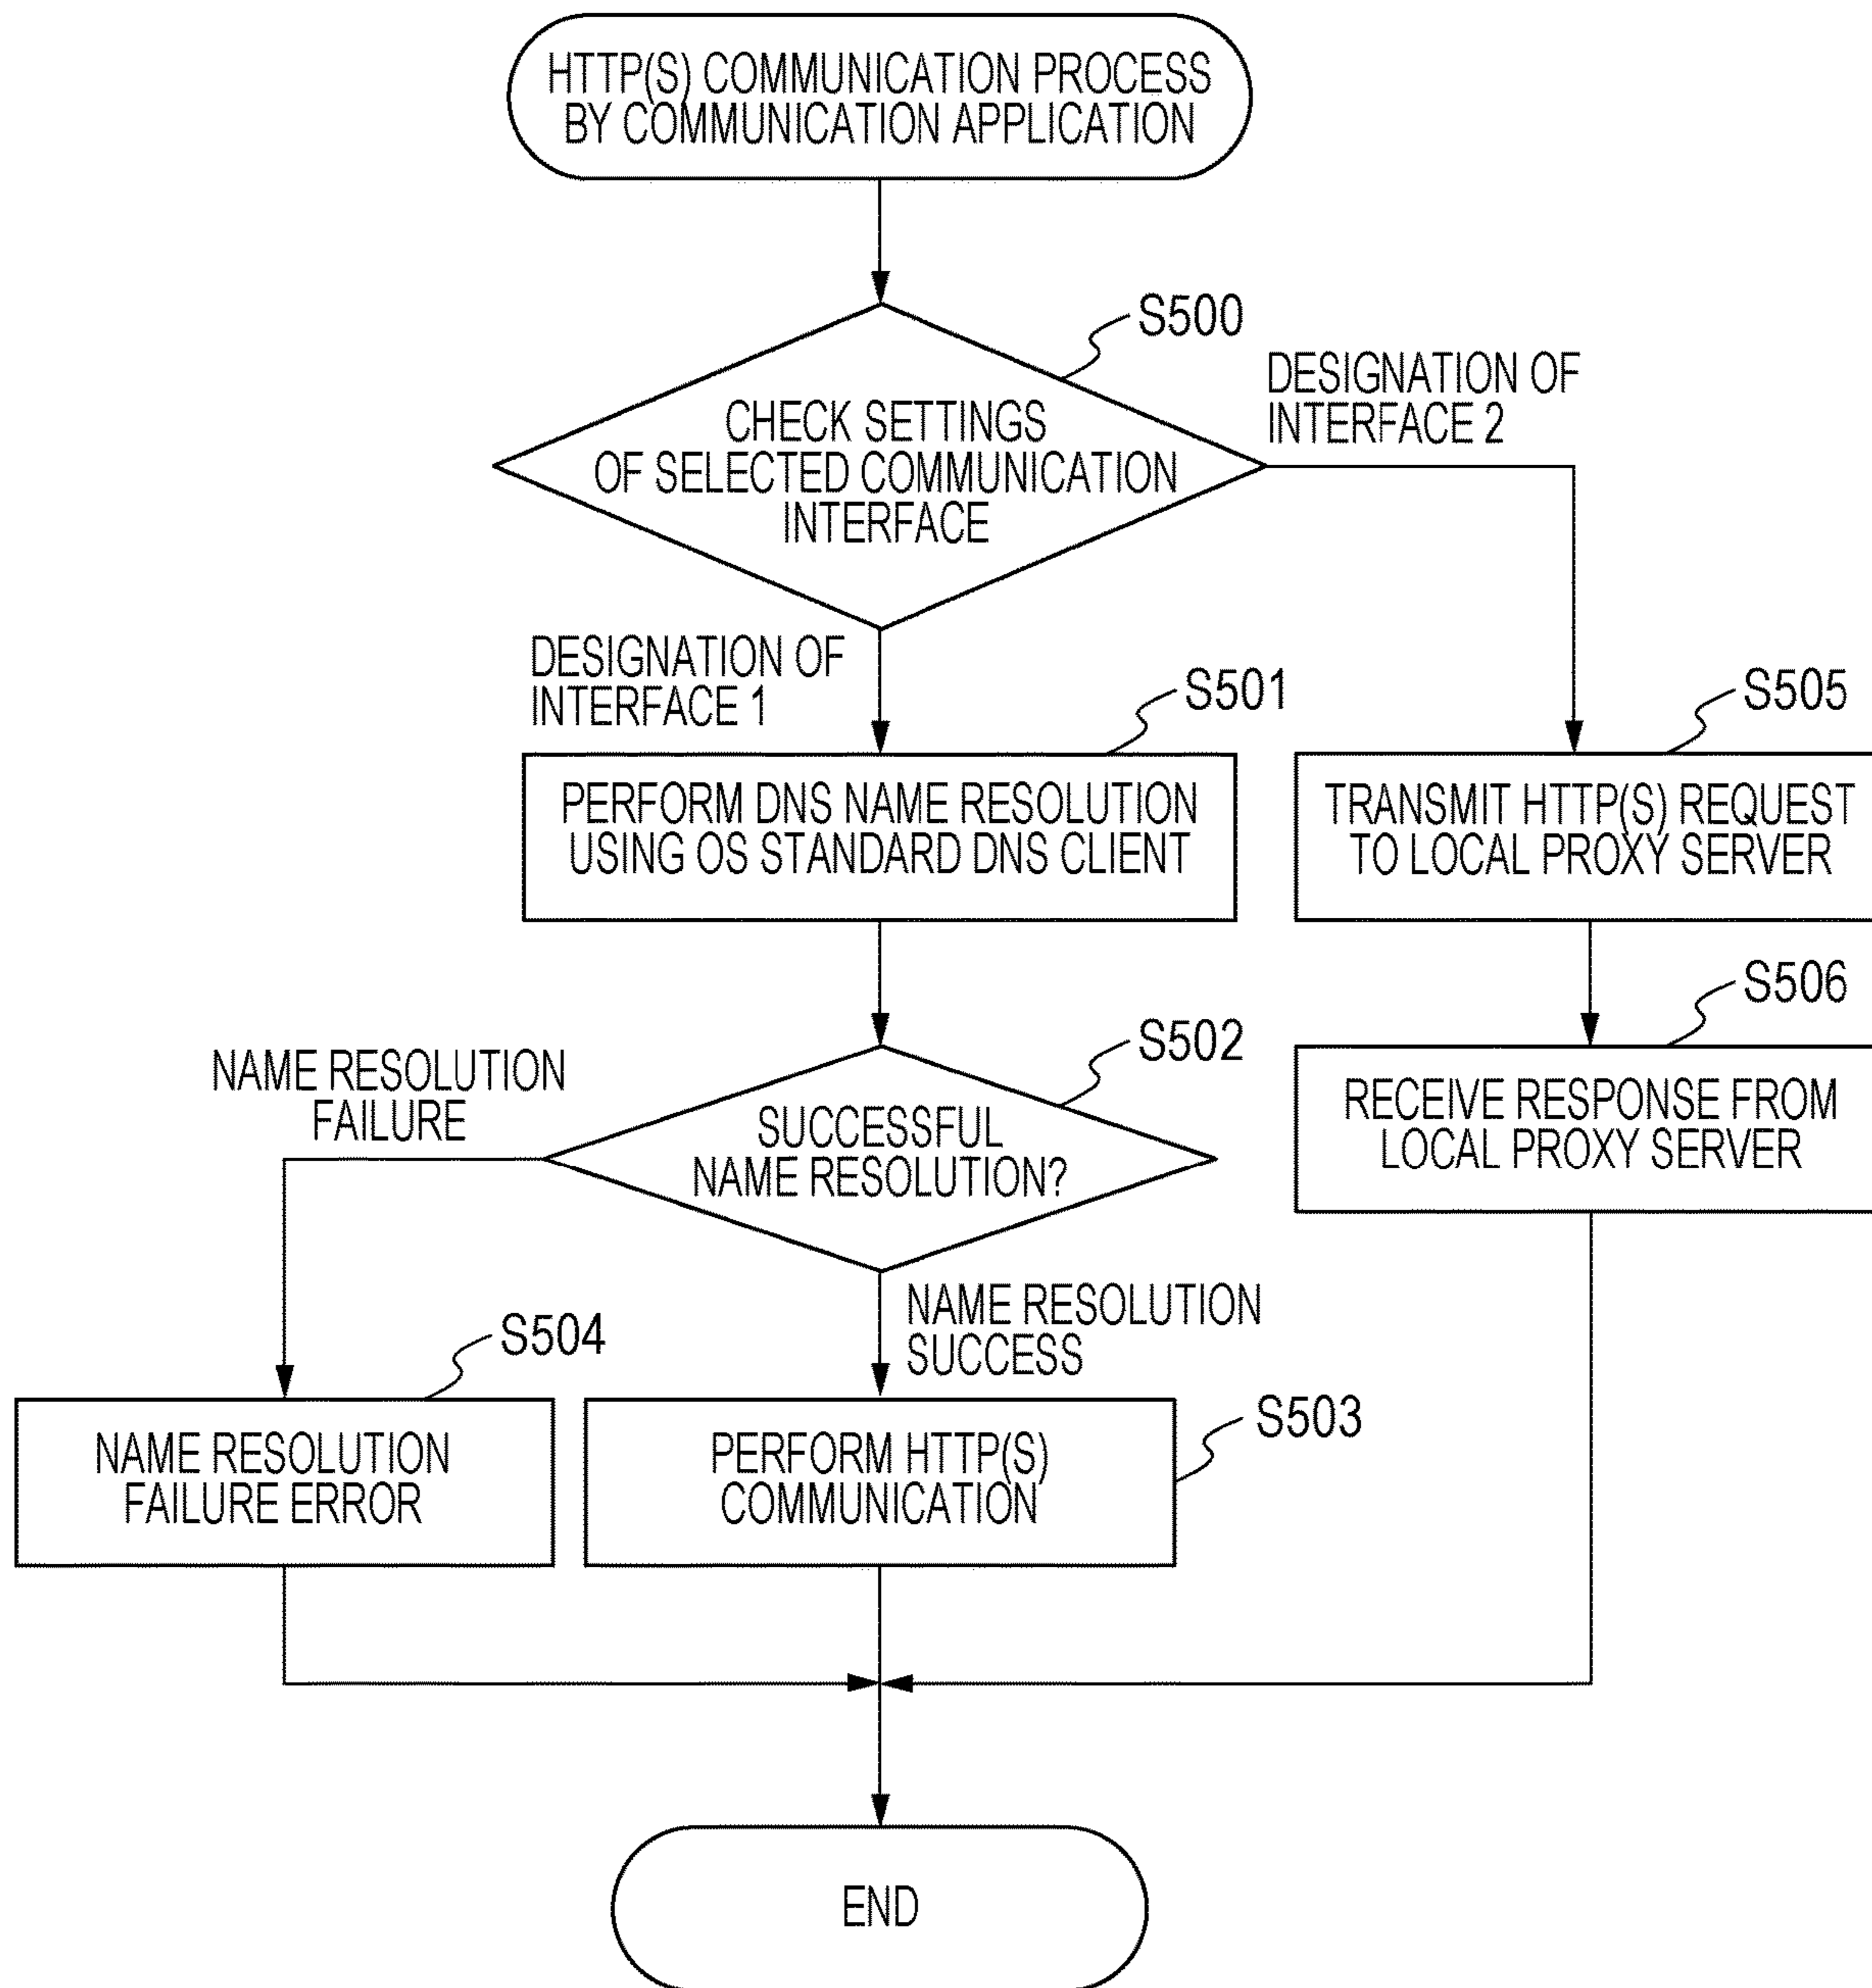 HTTP(S) COMMUNICATION PROCESS
BY COMMUNICATION APPLICATION
S500
DESIGNATION OF
INTERFACE 2
CHECK SETTINGS
OF SELECTED COMMUNICATION
INTERFACE
DESIGNATION OF
INTERFACE 1
S501
S505
PERFORM DNS NAME RESOLUTION
USING OS STANDARD DNS CLIENT
TRANSMIT HTTP(S) REQUEST
TO LOCAL PROXY SERVER
S502
S506
NAME RESOLUTION
FAILURE
SUCCESSFUL
NAME RESOLUTION?
RECEIVE RESPONSE FROM
LOCAL PROXY SERVER
NAME RESOLUTION
SUCCESS
S504
S503
NAME RESOLUTION
FAILURE ERROR
PERFORM HTTP(S)
COMMUNICATION
END